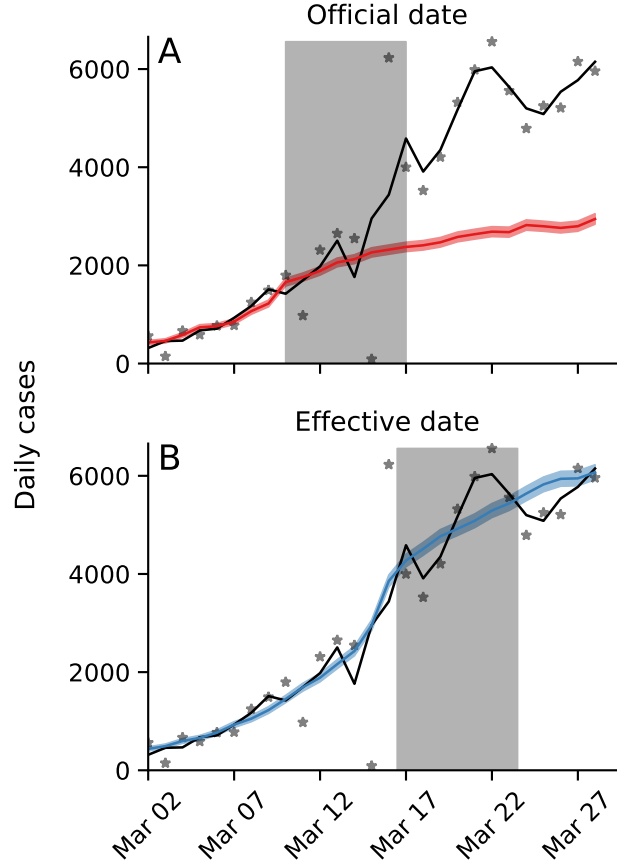 Official date
A
6000
4000
2000
0
Daily cases
Effective date
B
6000
4000
2000
0
Mar 02
Mar 07
Mar 12
Mar 17
Mar 22
Mar 27